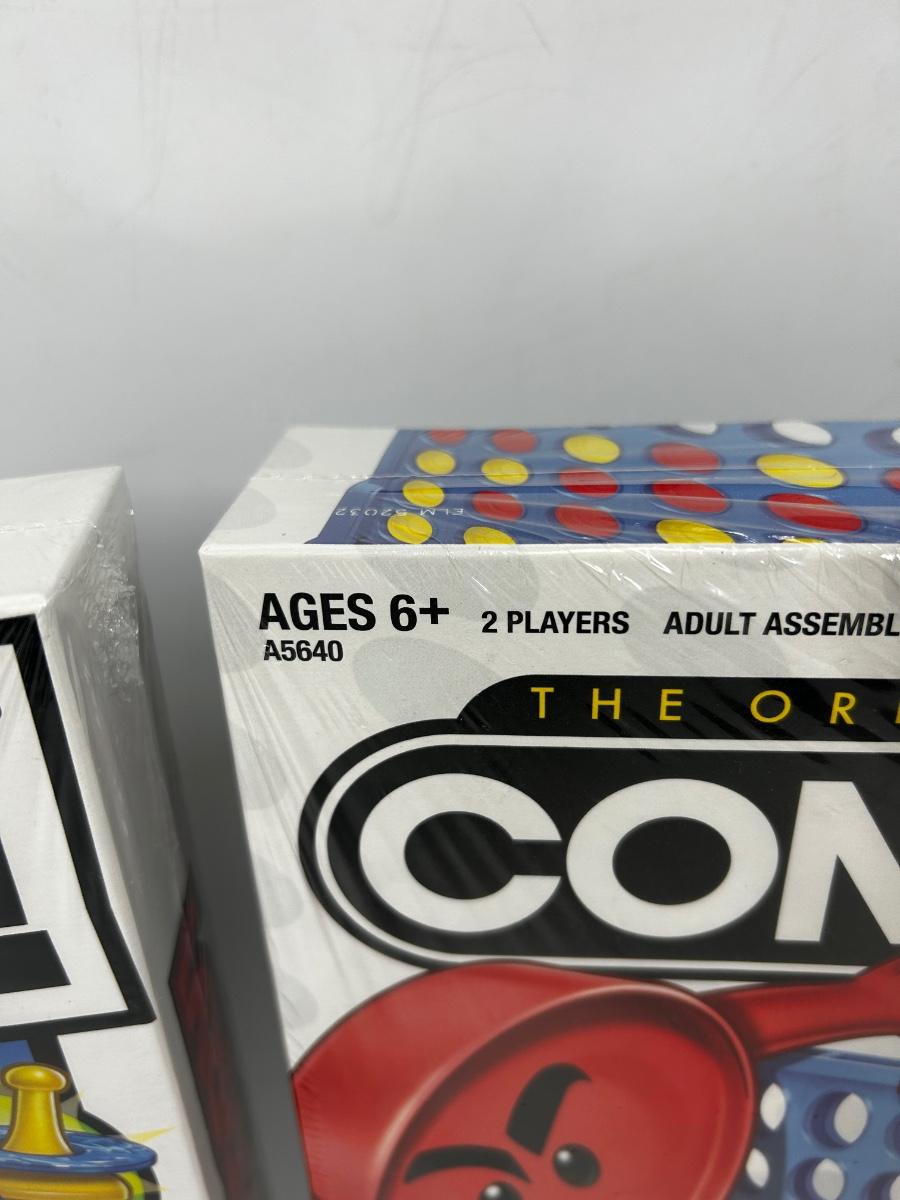 ELM 52032
AGES 6+ 2 PLAYERS ADULT ASSEMBL
A5640
THE OR
CON